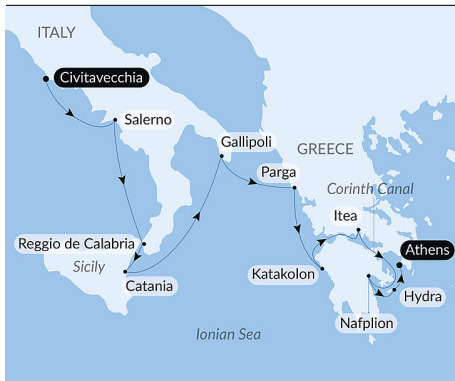 ITALY
Civitavecchia
Salerno
Gallipoli
GREECE
Parga
Corinth Canal
Itea
Reggio de Calabria
Athens
Sicily
Katakolon
Catania
Hydra
Nafplion
Ionian Sea